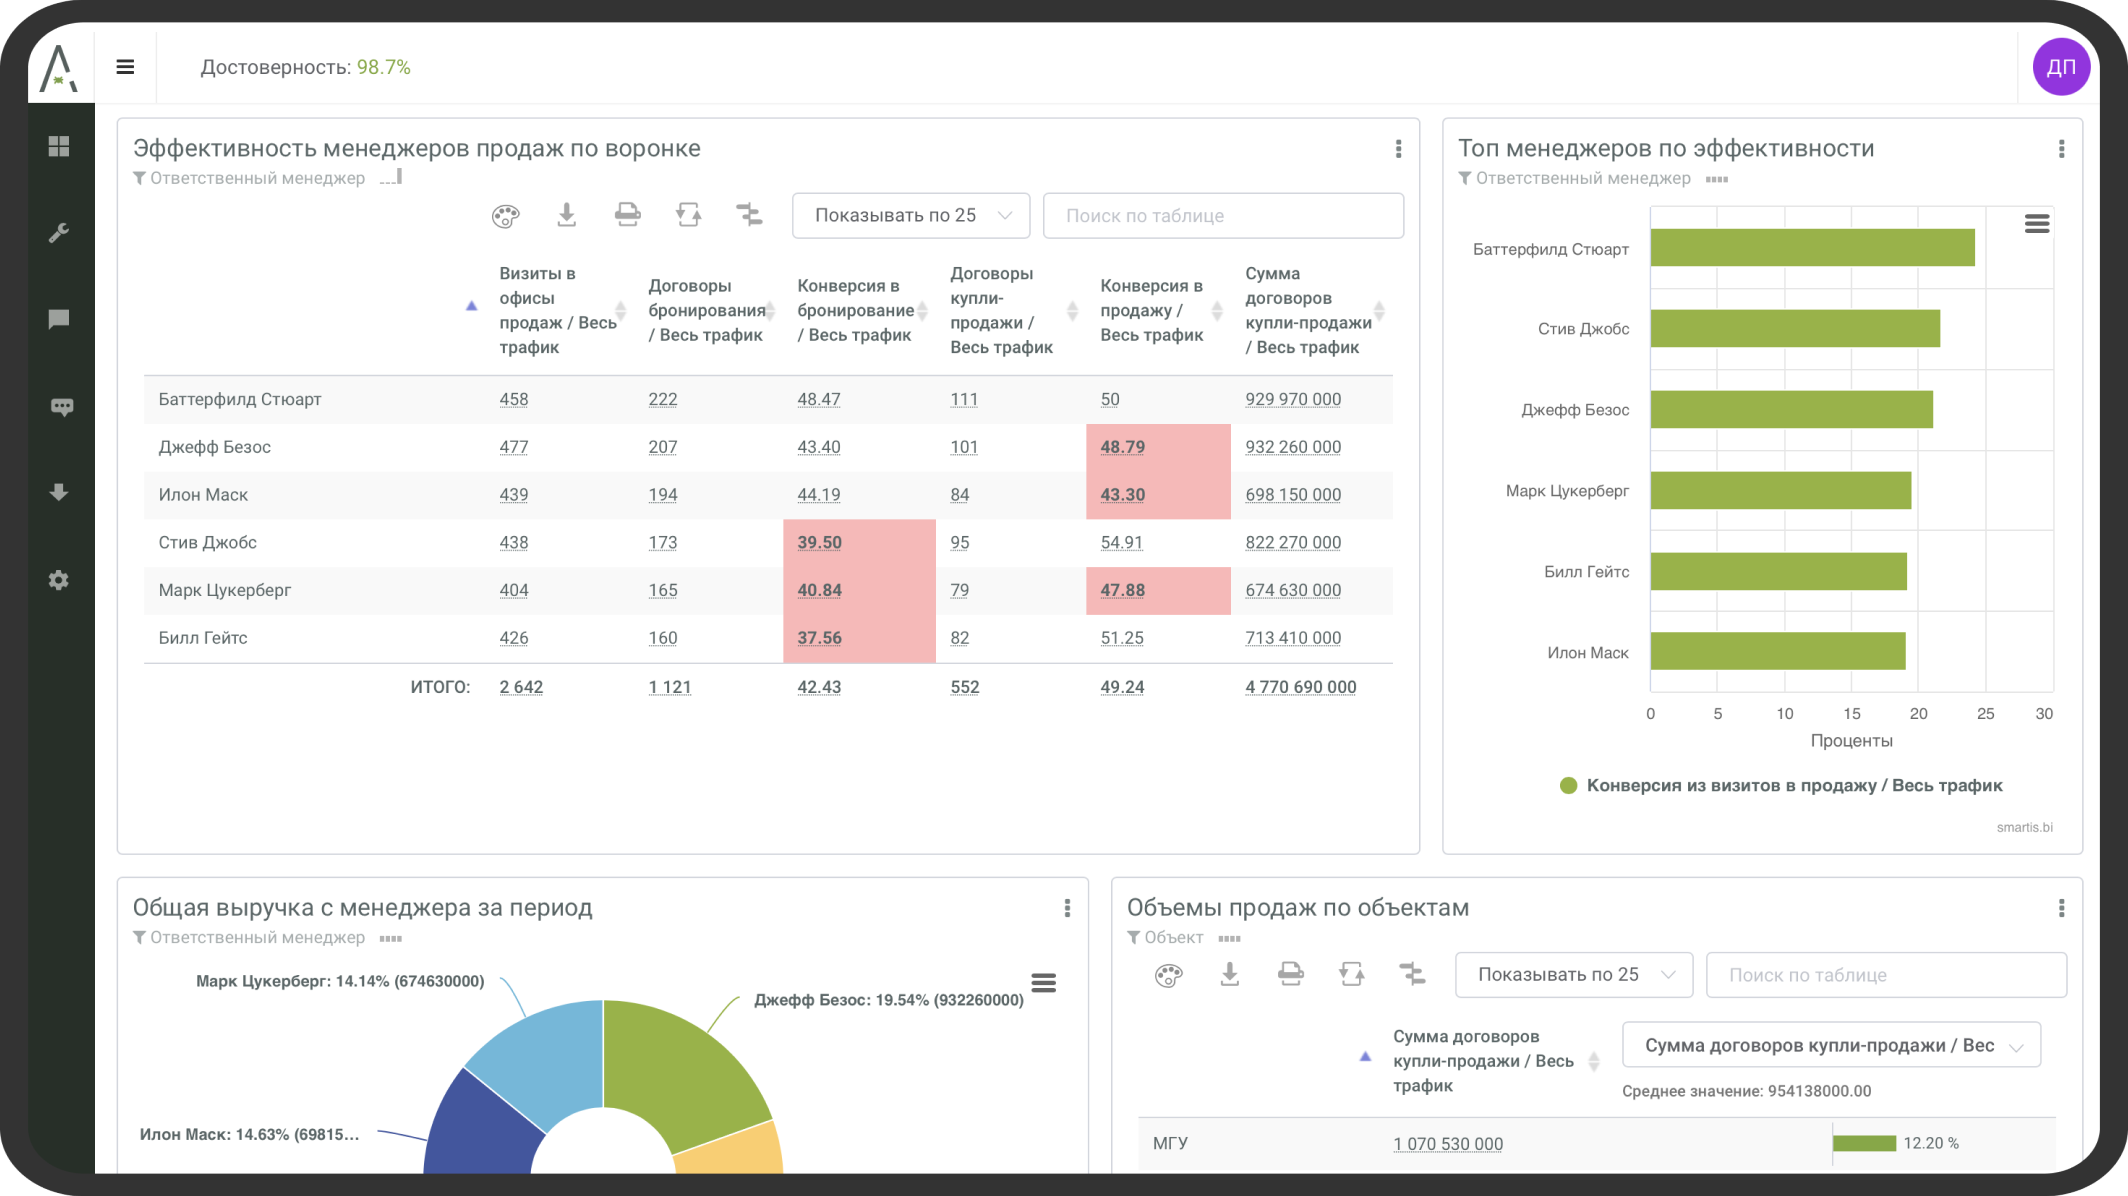 Достоверность: 98.7%
ДП
Эффективность менеджеров продаж по воронке
Ответственный менеджер
Показывать по 25
Поиск по таблице
Визиты в офисы продаж / Весь трафик
Договоры бронирования / Весь трафик
Конверсия в бронирование / Весь трафик
Договоры купли-продажи / Весь трафик
Конверсия в продажу / Весь трафик
Сумма договоров купли-продажи / Весь трафик
Баттерфилд Стюарт 458 222 48.47 111 50 929 970 000
Джефф Безос 477 207 43.40 101 48.79 932 260 000
Илон Маск 439 194 44.19 84 43.30 698 150 000
Стив Джобс 438 173 39.50 95 54.91 822 270 000
Марк Цукерберг 404 165 40.84 79 47.88 674 630 000
Билл Гейтс 426 160 37.56 82 51.25 713 410 000
ИТОГО: 2 642 1 121 42.43 552 49.24 4 770 690 000
Топ менеджеров по эффективности
Ответственный менеджер
Баттерфилд Стюарт
Стив Джобс
Джефф Безос
Марк Цукерберг
Билл Гейтс
Илон Маск
0 5 10 15 20 25 30
Проценты
Конверсия из визитов в продажу / Весь трафик
smartis.bi
Общая выручка с менеджера за период
Ответственный менеджер
Марк Цукерберг: 14.14% (674630000)
Джефф Безос: 19.54% (932260000)
Илон Маск: 14.63% (69815...
Объемы продаж по объектам
Объект
Показывать по 25
Поиск по таблице
Сумма договоров купли-продажи / Весь трафик
Сумма договоров купли-продажи / Вес
Среднее значение: 954138000.00
МГУ 1 070 530 000 12.20 %